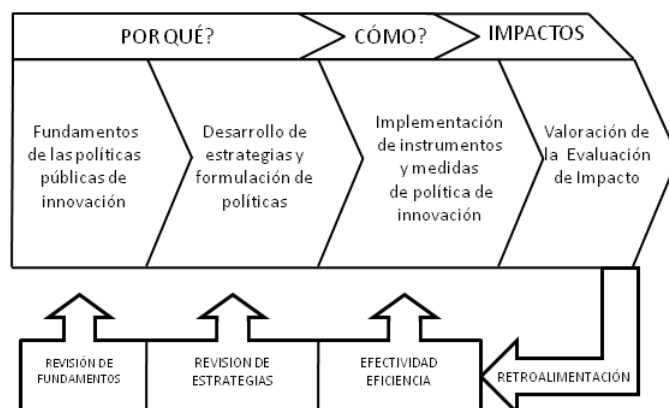 POR QUÉ?
CÓMO?
IMPACTOS
Fundamentos
de las políticas
públicas de
innovación
Desarrollo de
estrategias y
formulación de
políticas
Implementación
de instrumentos
y medidas
de política de
innovación
Valoración de
la Evaluación
de Impacto
REVISIÓN DE
FUNDAMENTOS
REVISION DE
ESTRATEGIAS
EFECTIVIDAD
EFICIENCIA
RETROALIMENTACIÓN